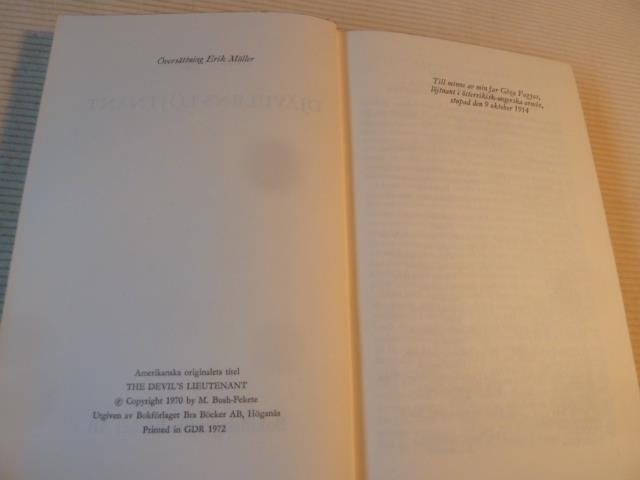 Översättning Erik Müller
Amerikanska originalets titel
THE DEVIL'S LIEUTENANT
© Copyright 1970 by M. Bush-Fekete
Utgiven av Bokförlaget Bra Böcker AB, Höganäs
Printed in GDR 1972
Till minne av min far Géza Fagyas,
löjtnant i österrikisk-ungerska armén,
stupad den 9 oktober 1914